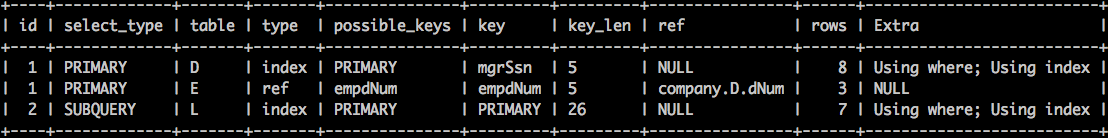 +----+-------------+-------+-------+---------------+---------+---------+----------------+------+--------------------------+
| id | select_type | table | type | possible_keys | key | key_len | ref | rows | Extra |
+----+-------------+-------+-------+---------------+---------+---------+----------------+------+--------------------------+
| 1 | PRIMARY | D | index | PRIMARY | mgrSsn | 5 | NULL | 8 | Using where; Using index |
| 1 | PRIMARY | E | ref | empdNum | empdNum | 5 | company.D.dNum | 3 | NULL |
| 2 | SUBQUERY | L | index | PRIMARY | PRIMARY | 26 | NULL | 7 | Using where; Using index |
+----+-------------+-------+-------+---------------+---------+---------+----------------+------+--------------------------+